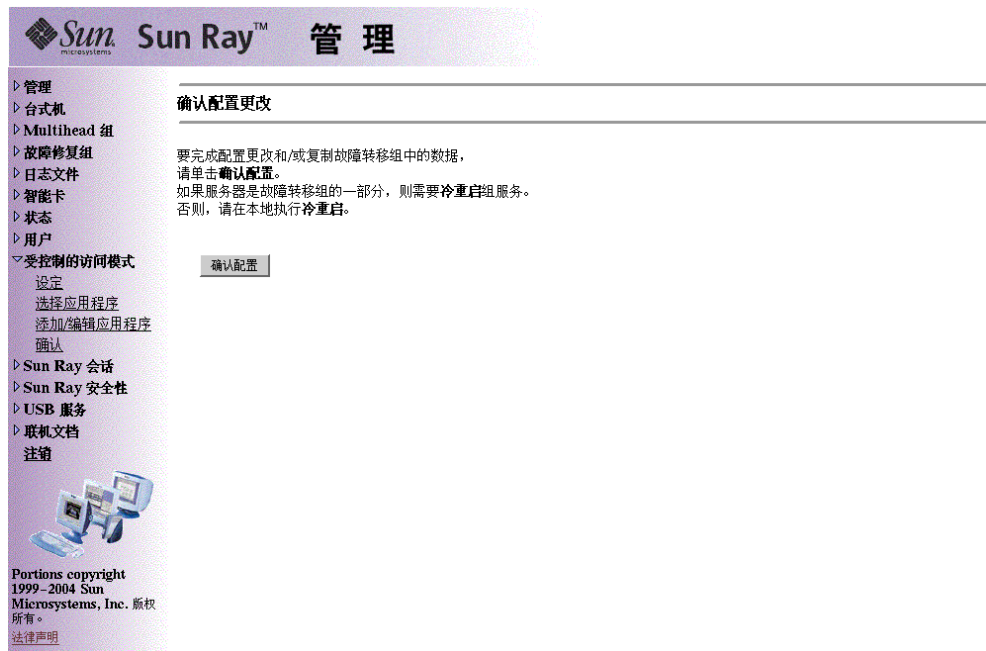 Sun microsystems Sun Ray™ 管 理
管理
台式机
Multihead 组
故障修复组
日志文件
智能卡
状态
用户
受控制的访问模式
设定
选择应用程序
添加/编辑应用程序
确认
Sun Ray 会话
Sun Ray 安全性
USB 服务
联机文档
注销
Portions copyright
1999-2004 Sun
Microsystems, Inc. 版权
所有。
法律声明
确认配置更改
要完成配置更改和/或复制故障转移组中的数据，
请单击确认配置。
如果服务器是故障转移组的一部分，则需要冷重启组服务。
否则，请在本地执行冷重启。
确认配置